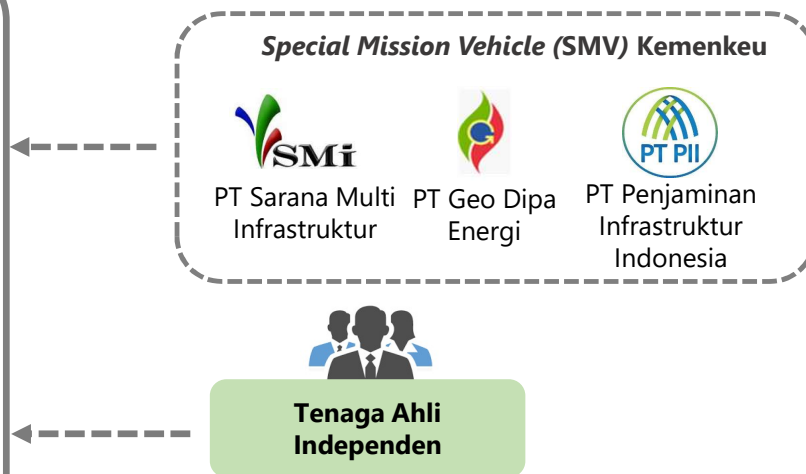 Special Mission Vehicle (SMV) Kemenkeu
SMi
PT Sarana Multi
Infrastruktur
PT Geo Dipa
Energi
PT PII
PT Penjaminan
Infrastruktur
Indonesia
Tenaga Ahli
Independen